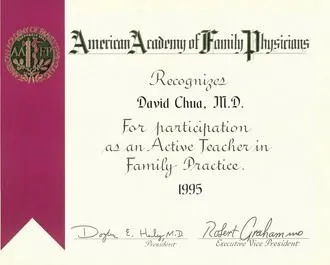 American Academy of Family Physicians
Recognizes
David Chua, M.D.
For participation
as an Active Teacher in
Family Practice.
1995
President
Executive Vice President